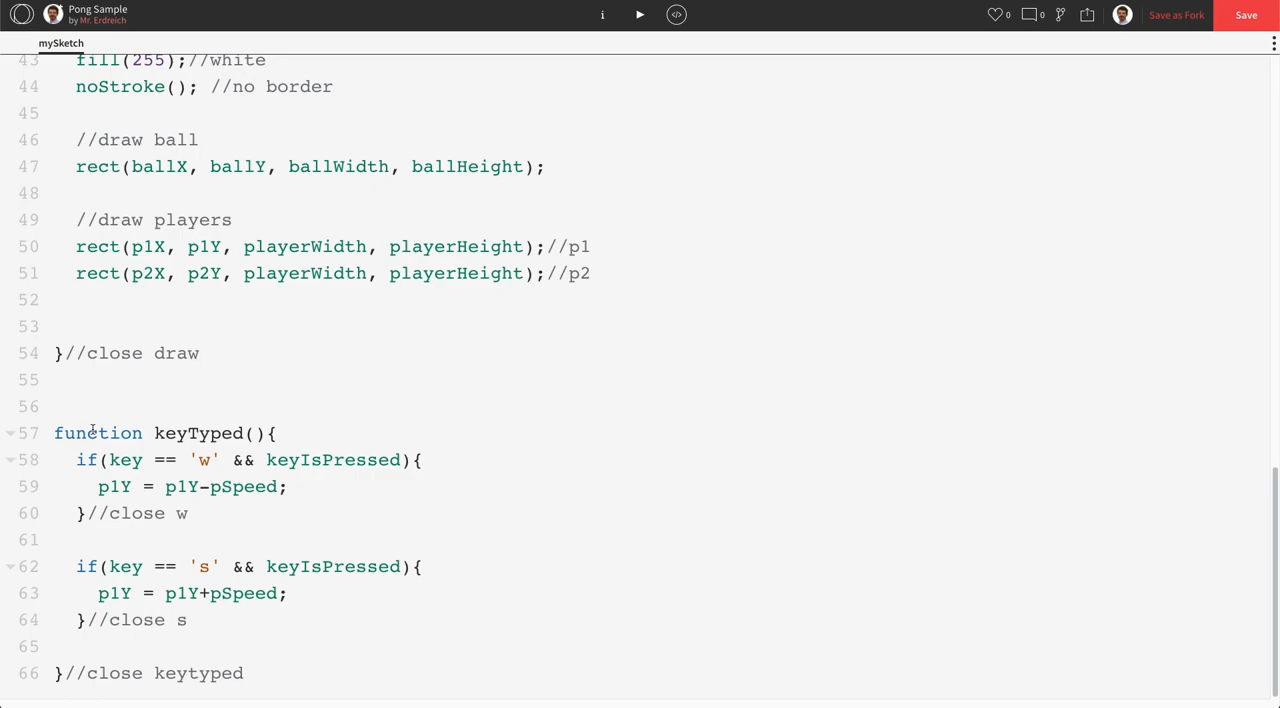 Pong Sample
by Mr. Erdreich
i
</>
0
0
Save as Fork
Save
mySketch
43 fill(255);//white
44 noStroke(); //no border
45
46 //draw ball
47 rect(ballX, ballY, ballWidth, ballHeight);
48
49 //draw players
50 rect(p1X, p1Y, playerWidth, playerHeight);//p1
51 rect(p2X, p2Y, playerWidth, playerHeight);//p2
52
53
54 }//close draw
55
56
57 function keyTyped(){
58 if(key == 'w' && keyIsPressed){
59 p1Y = p1Y-pSpeed;
60 }//close w
61
62 if(key == 's' && keyIsPressed){
63 p1Y = p1Y+pSpeed;
64 }//close s
65
66 }//close keytyped